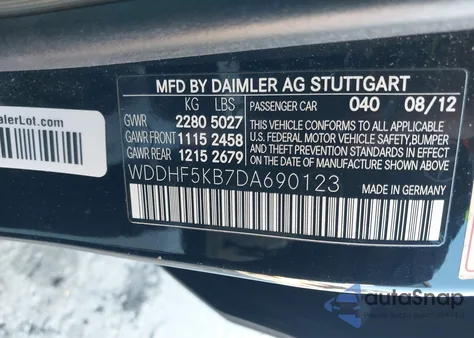 MFD BY DAIMLER AG STUTTGART
KG LBS PASSENGER CAR 040 08/12
GVWR 2280 5027
GAWR FRONT 1115 2458
GAWR REAR 1215 2679
THIS VEHICLE CONFORMS TO ALL APPLICABLE
U.S. FEDERAL MOTOR VEHICLE SAFETY,BUMPER
AND THEFT PREVENTION STANDARDS IN EFFECT
ON THE DATE OF MANUFACTURE SHOWN ABOVE.
WDDHF5KB7DA690123
MADE IN GERMANY
alerLot.com
autoSnap